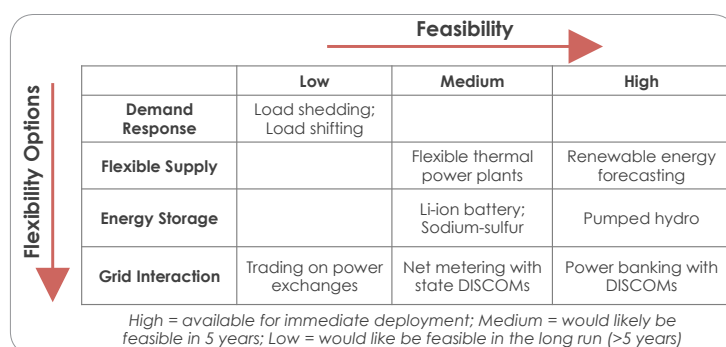 Feasibility
Flexibility Options
Low Medium High
Demand Response
Load shedding;
Load shifting
Flexible Supply
Flexible thermal
power plants
Renewable energy
forecasting
Energy Storage
Li-ion battery;
Sodium-sulfur
Pumped hydro
Grid Interaction
Trading on power
exchanges
Net metering with
state DISCOMs
Power banking with
DISCOMs
High = available for immediate deployment; Medium = would likely be
feasible in 5 years; Low = would like be feasible in the long run (>5 years)